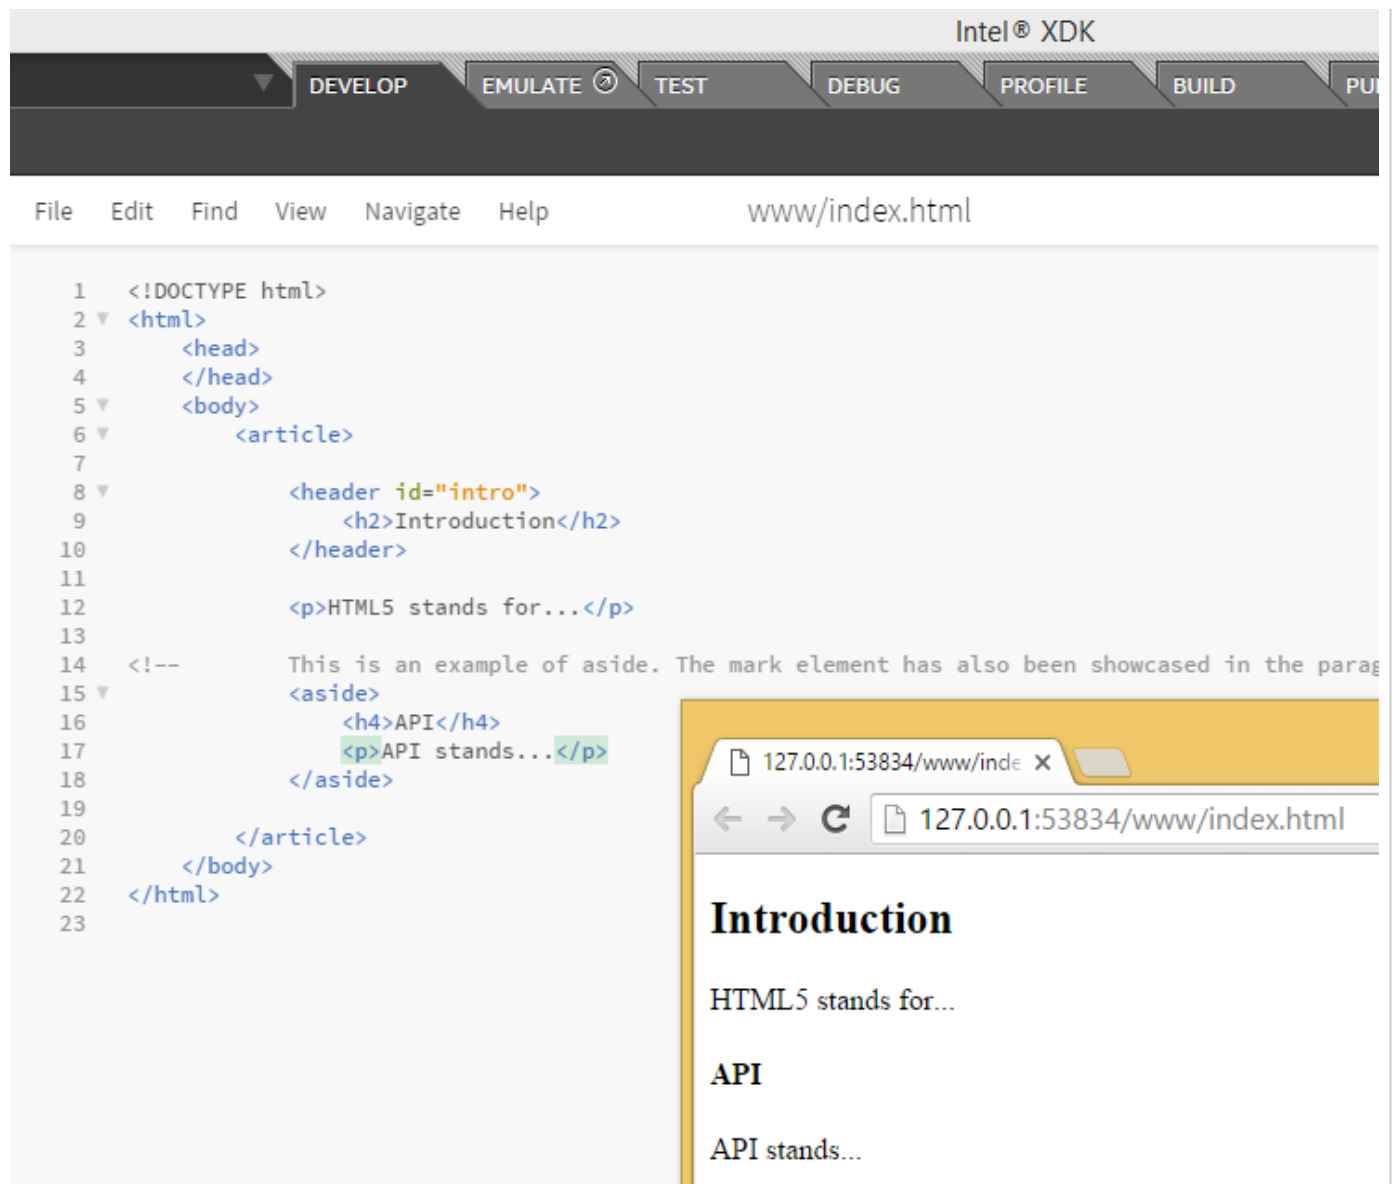 Intel® XDK
DEVELOP EMULATE TEST DEBUG PROFILE BUILD
File Edit Find View Navigate Help www/index.html
1 <!DOCTYPE html>
2 <html>
3 <head>
4 </head>
5 <body>
6 <article>
7
8 <header id="intro">
9 <h2>Introduction</h2>
10 </header>
11
12 <p>HTML5 stands for...</p>
13
14 <!-- This is an example of aside. The mark element has also been showcased in the
15 <aside>
16 <h4>API</h4>
17 <p>API stands...</p>
18 </aside>
19
20 </article>
21 </body>
22 </html>
23
127.0.0.1:53834/www/inde
127.0.0.1:53834/www/index.html
Introduction
HTML5 stands for...
API
API stands...